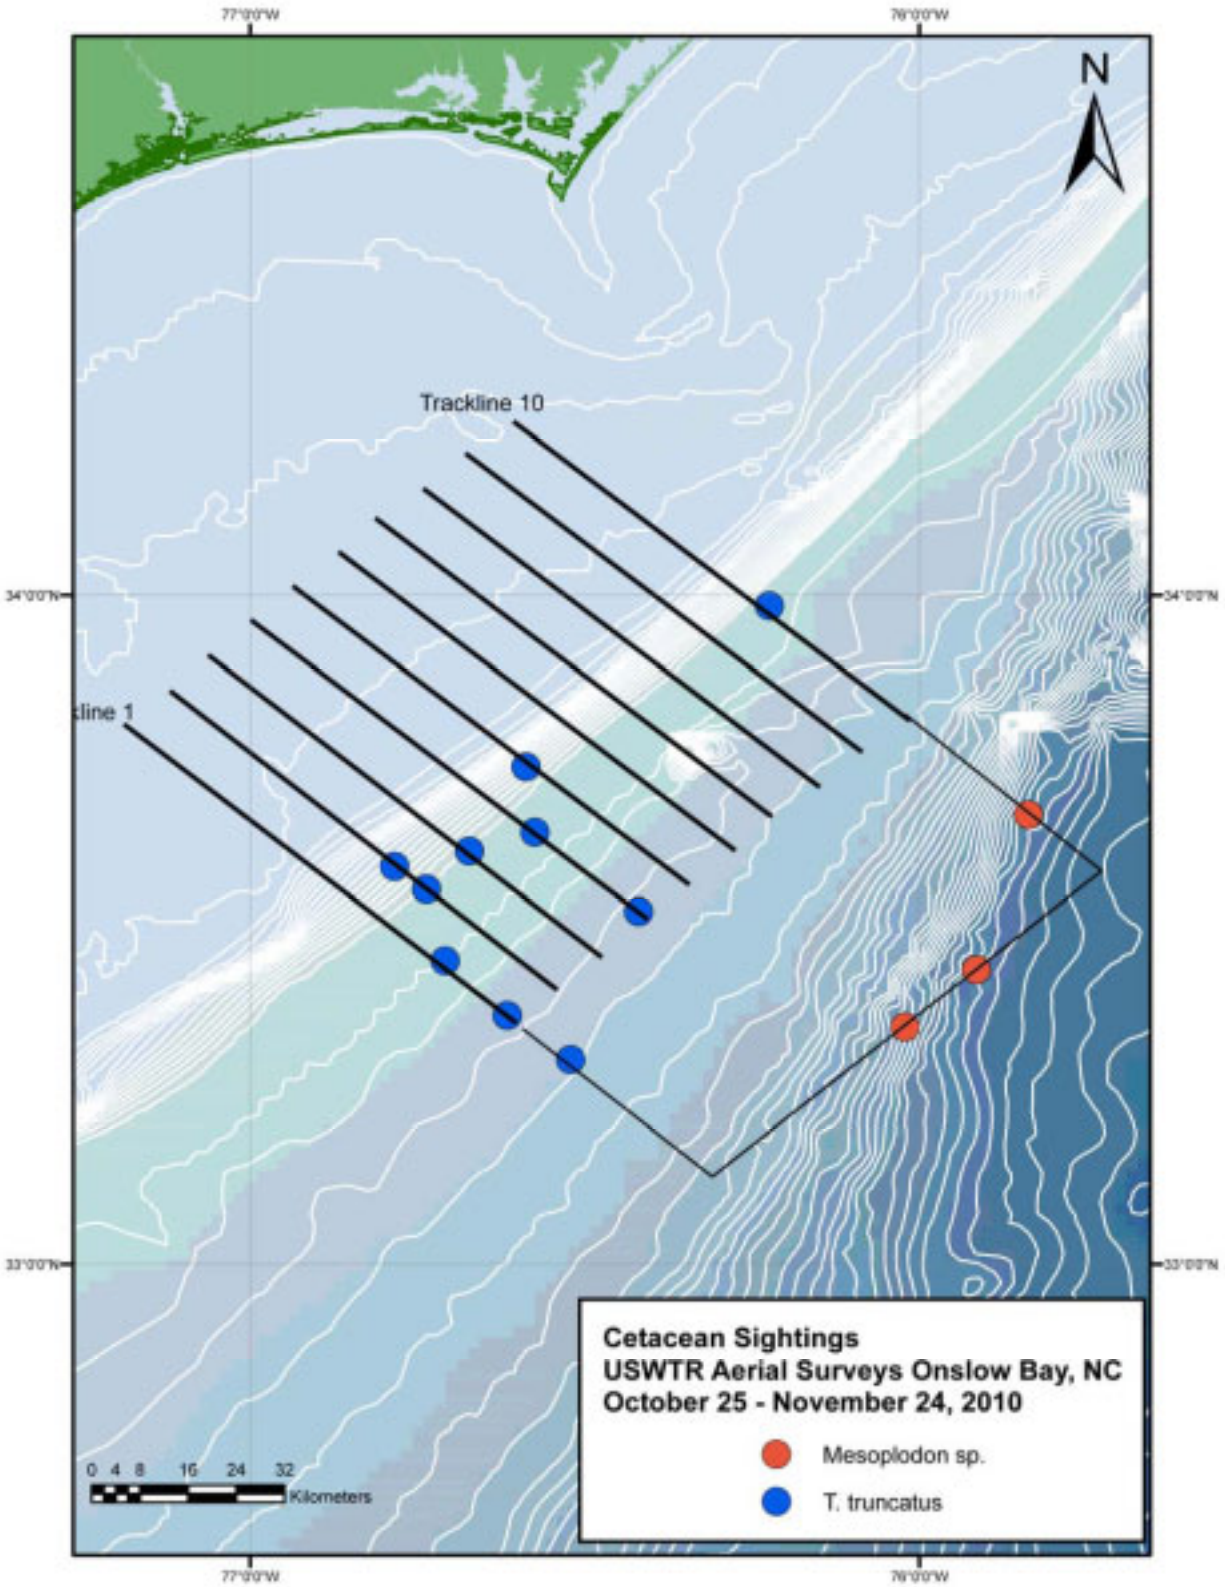 77°0'0"W 76°0'0"W
N
Trackline 10
34°0'0"N 34°0'0"N
kline 1
33°0'0"N 33°0'0"N
Cetacean Sightings
USWTR Aerial Surveys Onslow Bay, NC
October 25 - November 24, 2010
Mesoplodon sp.
T. truncatus
0 4 8 16 24 32
Kilometers
77°0'0"W 76°0'0"W